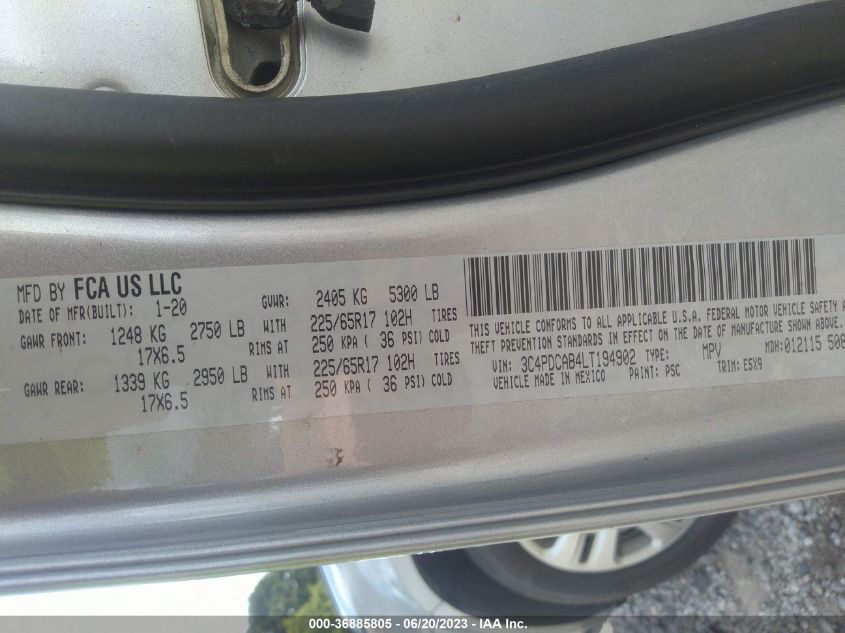 MFD BY FCA US LLC
DATE OF MFR(BUILT): 1-20
GVWR: 2405 KG 5300 LB
GAWR FRONT: 1248 KG 2750 LB WITH 225/65R17 102H TIRES
17X6.5 RIMS AT 250 KPA ( 36 PSI) COLD
GAWR REAR: 1339 KG 2950 LB WITH 225/65R17 102H TIRES
17X6.5 RIMS AT 250 KPA ( 36 PSI) COLD
THIS VEHICLE CONFORMS TO ALL APPLICABLE U.S.A. FEDERAL MOTOR VEHICLE SAFETY
THEFT PREVENTION STANDARDS IN EFFECT ON THE DATE OF MANUFACTURE SHOWN ABOVE.
VIN: 3C4PDCAB4LT194902 TYPE: MPV MDH:012115 508
VEHICLE MADE IN MEXICO PAINT: PSC TRIM: E5X9
000-36885805 - 06/20/2023 - IAA Inc.